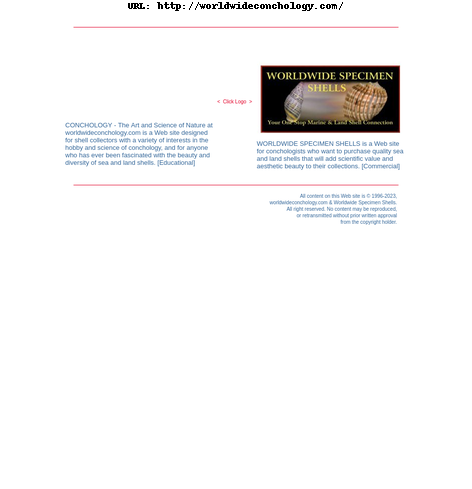 URL: http://worldwideconchology.com/
WORLDWIDE SPECIMEN
SHELLS
< Click Logo >
Your One Stop Marine & Land Shell Connection
CONCHOLOGY - The Art and Science of Nature at
worldwideconchology.com is a Web site designed
for shell collectors with a variety of interests in the
hobby and science of conchology, and for anyone
who has ever been fascinated with the beauty and
diversity of sea and land shells. [Educational]
WORLDWIDE SPECIMEN SHELLS is a Web site
for conchologists who want to purchase quality sea
and land shells that will add scientific value and
aesthetic beauty to their collections. [Commercial]
All content on this Web site is © 1996-2023,
worldwideconchology.com & Worldwide Specimen Shells.
All right reserved. No content may be reproduced,
or retransmitted without prior written approval
from the copyright holder.